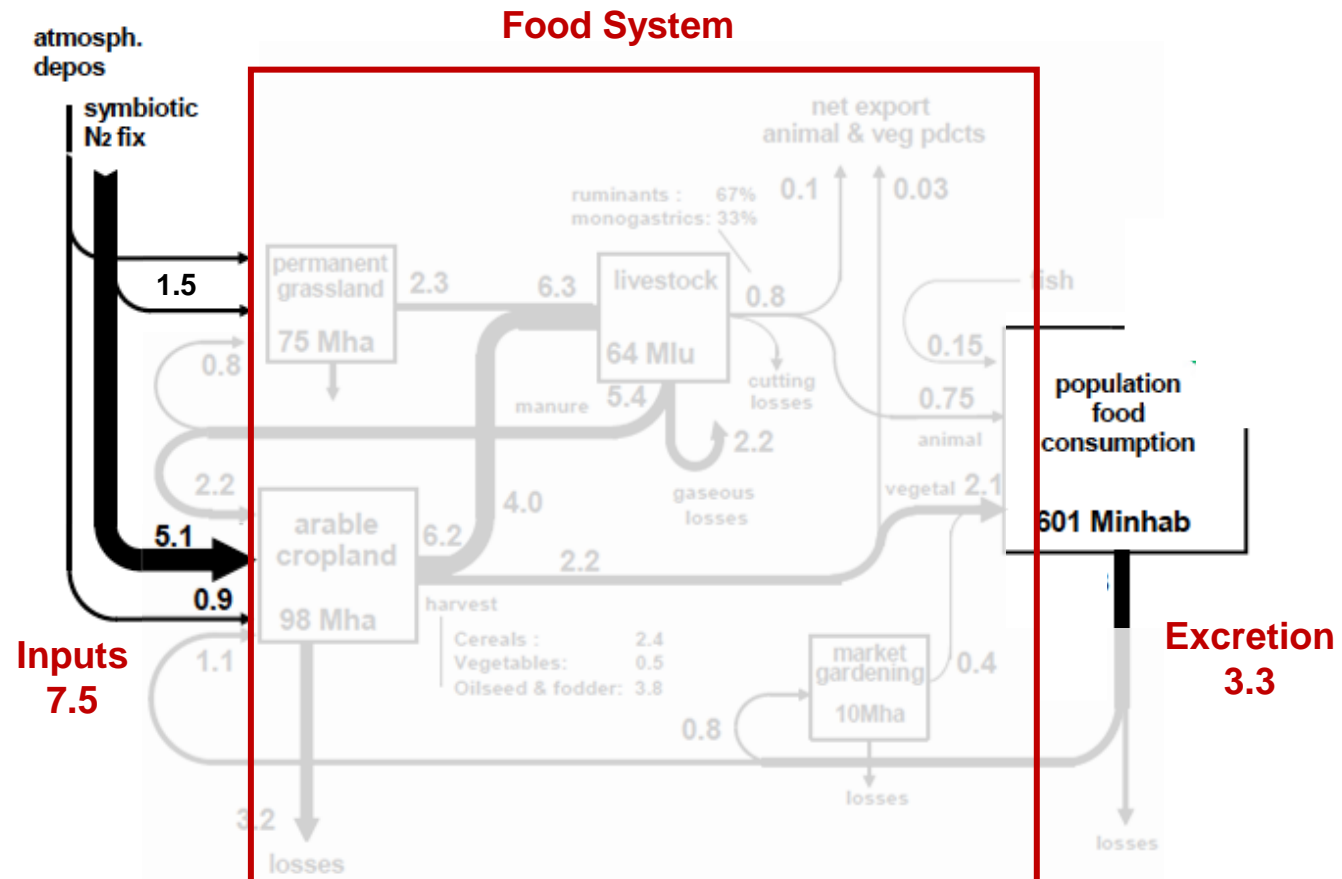 Food System
atmosph.
depos
symbiotic
N2 fix
net export
animal & veg pdcts
ruminants : 67%
monogastrics: 33%
0.1
0.03
permanent
grassland
75 Mha
2.3
6.3
livestock
64 Mlu
0.8
fish
1.5
0.8
0.15
cutting
losses
population
food
consumption
601 Minhab
0.75
animal
manure
5.4
2.2
gaseous
losses
2.2
vegetal 2.1
arable
cropland
98 Mha
5.1
6.2
4.0
2.2
0.9
harvest
Cereals : 2.4
Vegetables: 0.5
Oilseed & fodder: 3.8
Inputs
7.5
1.1
market
gardening
10Mha
0.4
Excretion
3.3
0.8
losses
3.2
losses
losses